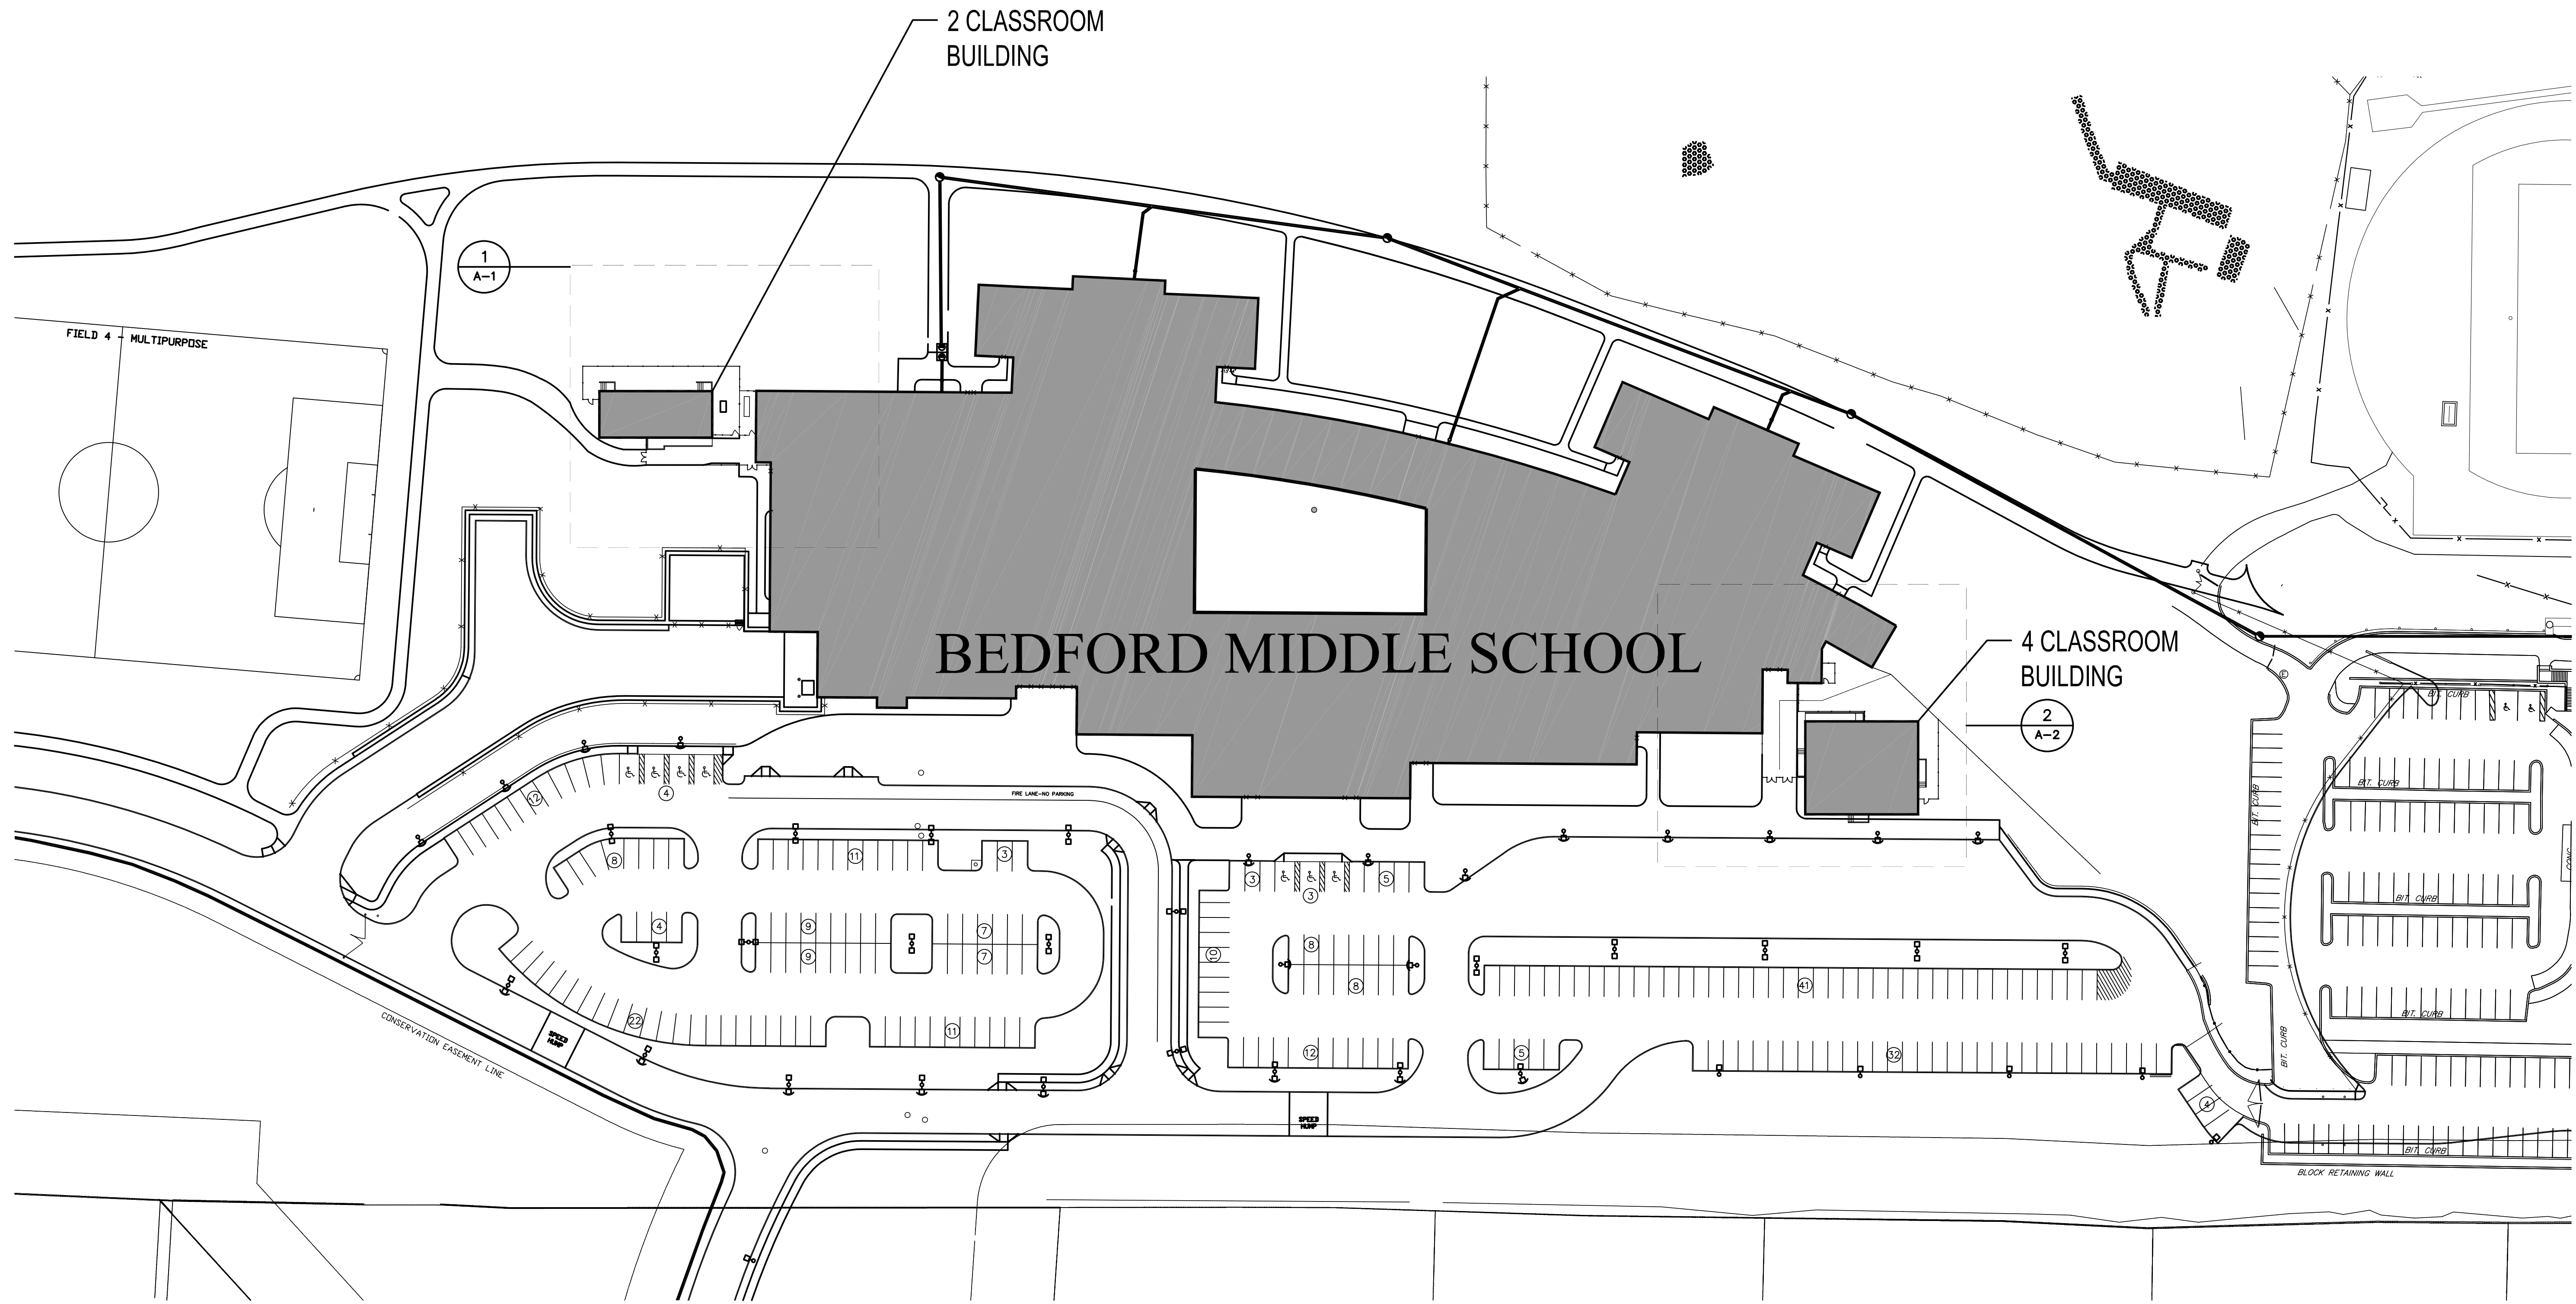 2 CLASSROOM
BUILDING
1
A-1
FIELD 4 - MULTIPURPOSE
BEDFORD MIDDLE SCHOOL
4 CLASSROOM
BUILDING
2
A-2
BIT. CURB
12
4
FIRE LANE-NO PARKING
BIT. CURB
BIT. CURB
8
11
3
3
3
5
CONC
BIT. CURB
4
9
7
9
7
10
8
8
41
22
11
12
5
32
BIT. CURB
BIT. CURB
SPEED
HUMP
CONSERVATION EASEMENT LINE
SPEED
HUMP
4
BIT. CURB
BLOCK RETAINING WALL